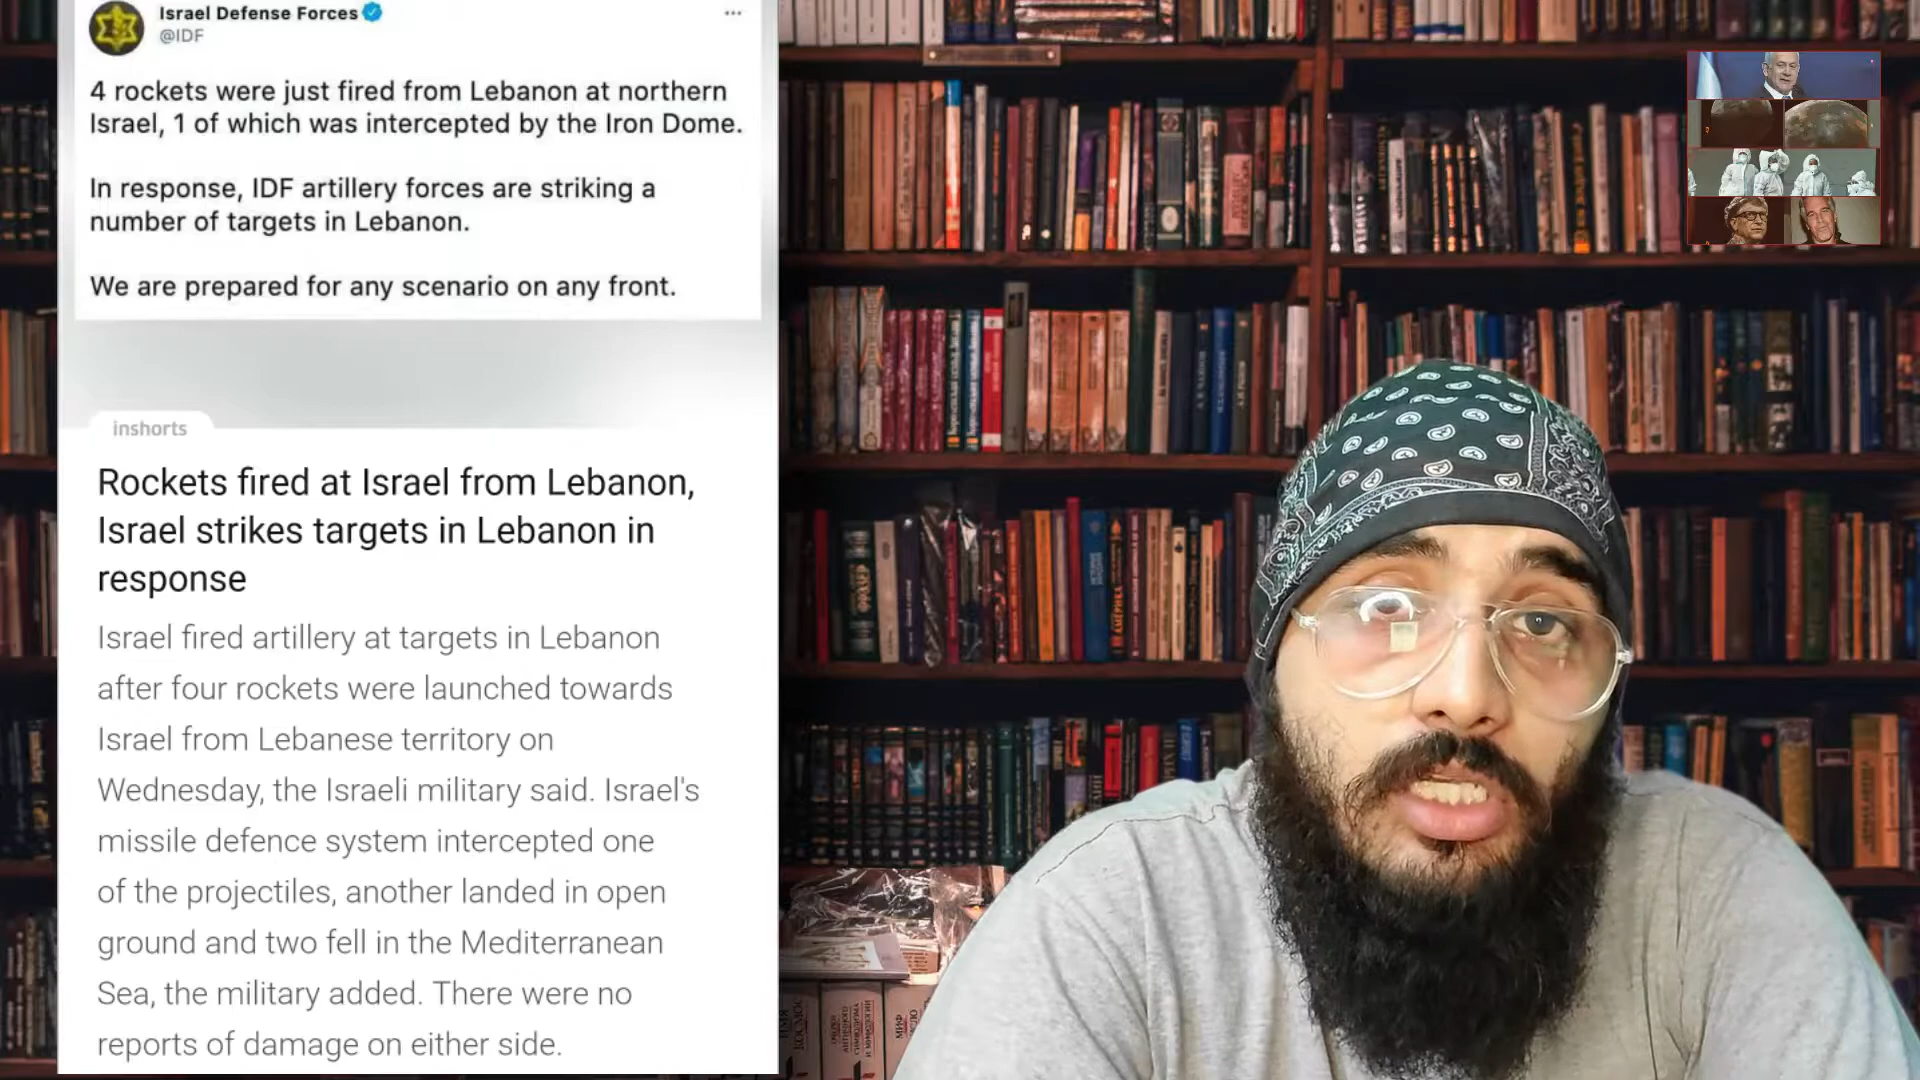 Israel Defense Forces
@IDF
4 rockets were just fired from Lebanon at northern
Israel, 1 of which was intercepted by the Iron Dome.
In response, IDF artillery forces are striking a
number of targets in Lebanon.
We are prepared for any scenario on any front.
inshorts
Rockets fired at Israel from Lebanon,
Israel strikes targets in Lebanon in
response
Israel fired artillery at targets in Lebanon
after four rockets were launched towards
Israel from Lebanese territory on
Wednesday, the Israeli military said. Israel's
missile defence system intercepted one
of the projectiles, another landed in open
ground and two fell in the Mediterranean
Sea, the military added. There were no
reports of damage on either side.